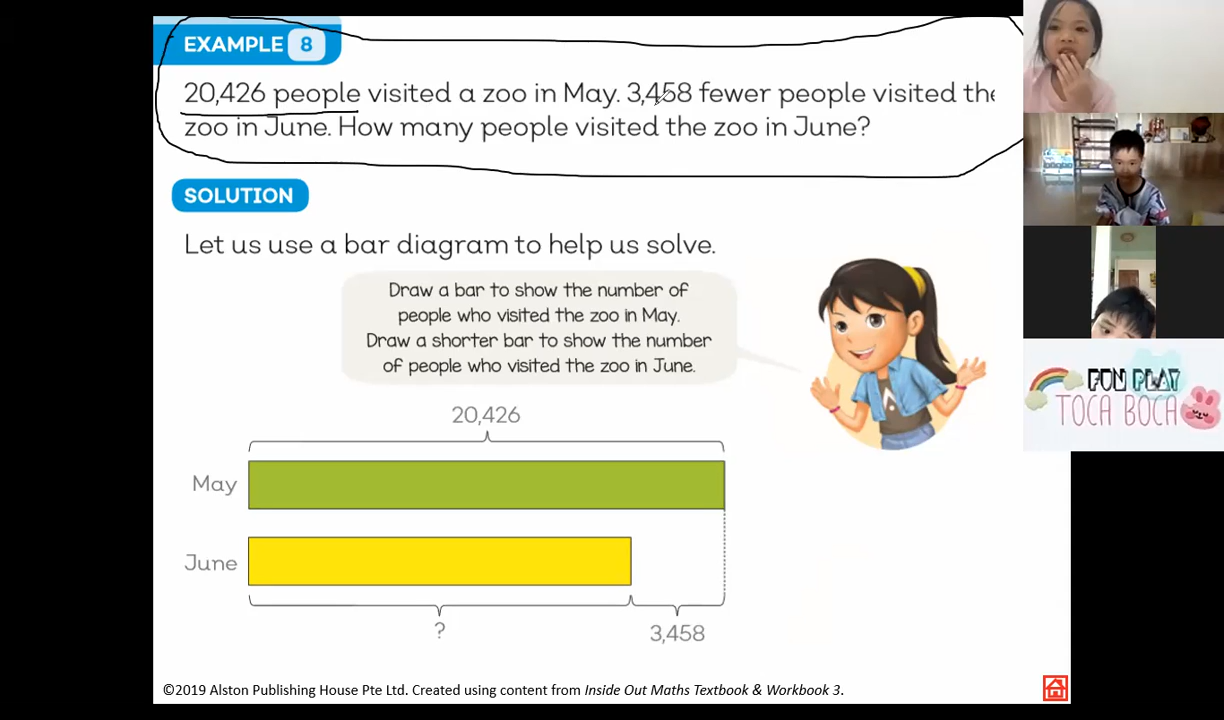 EXAMPLE 8
20,426 people visited a zoo in May. 3,458 fewer people visited the
zoo in June. How many people visited the zoo in June?
SOLUTION
Let us use a bar diagram to help us solve.
Draw a bar to show the number of
people who visited the zoo in May.
Draw a shorter bar to show the number
of people who visited the zoo in June.
20,426
May
June
?
3,458
©2019 Alston Publishing House Pte Ltd. Created using content from Inside Out Maths Textbook & Workbook 3.
FUN PLAY
TOCA BOCA